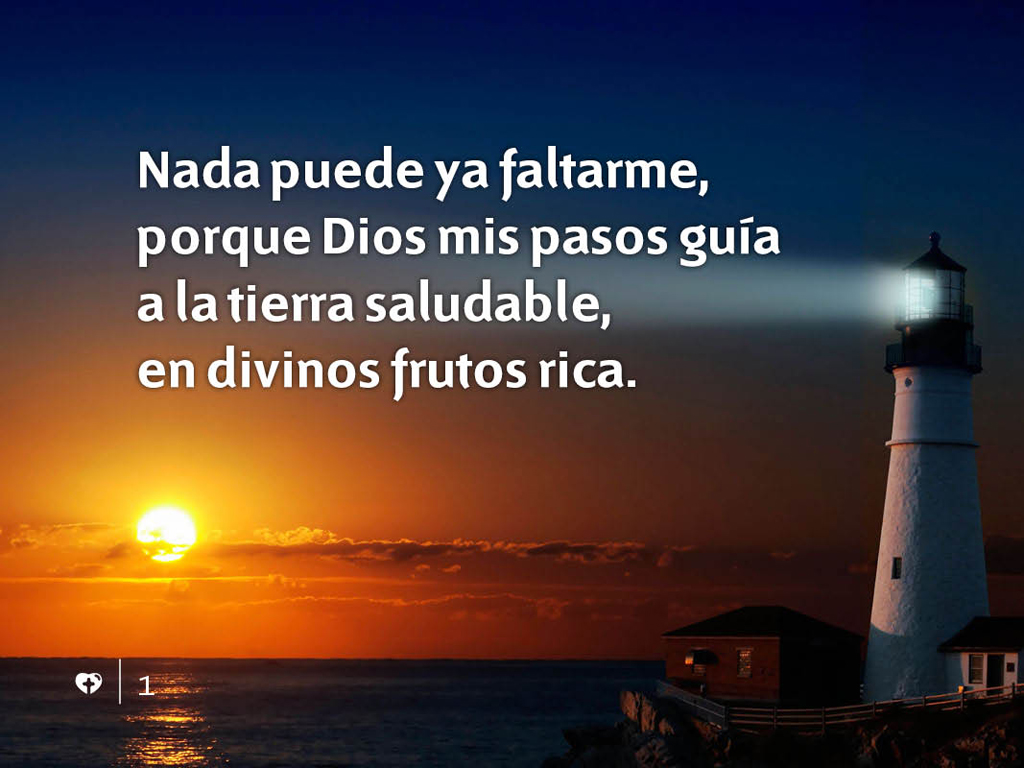 Nada puede ya faltarme,
porque Dios mis pasos guía
a la tierra saludable,
en divinos frutos rica.
1